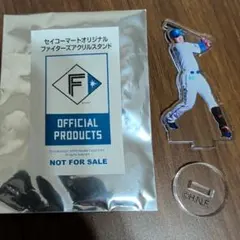 セイコーマートオリジナル
ファイターズアクリルスタンド
F
OFFICIAL
PRODUCTS
NOT FOR SALE
©H.N.F.